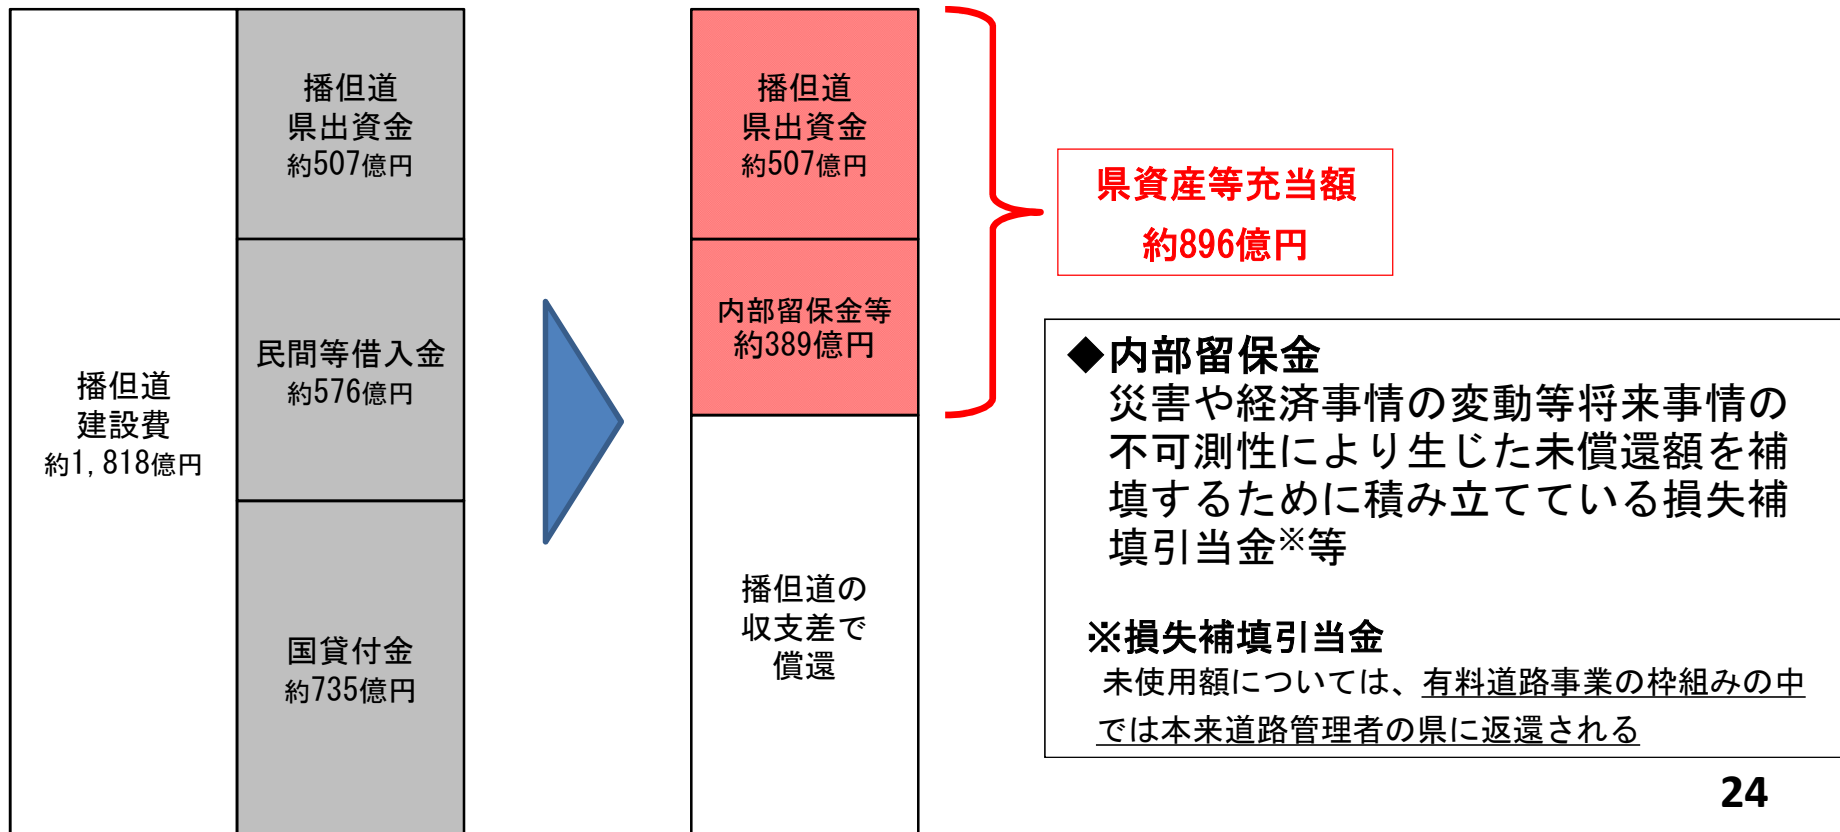 播但道
建設費
約1,818億円
播但道
県出資金
約507億円
民間等借入金
約576億円
国貸付金
約735億円
播但道
県出資金
約507億円
内部留保金等
約389億円
播但道の
収支差で
償還
県資産等充当額
約896億円
◆内部留保金
災害や経済事情の変動等将来事情の
不可測性により生じた未償還額を補
填するために積み立てている損失補
填引当金※等
※損失補填引当金
未使用額については、有料道路事業の枠組みの中
では本来道路管理者の県に返還される
24